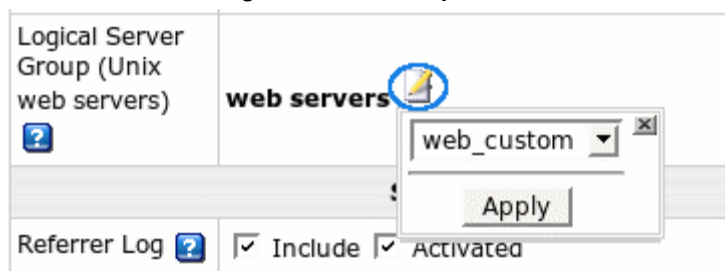 Logical Server
Group (Unix
web servers)
?
web servers
web_custom
Apply
Referrer Log ?
Include
Activated